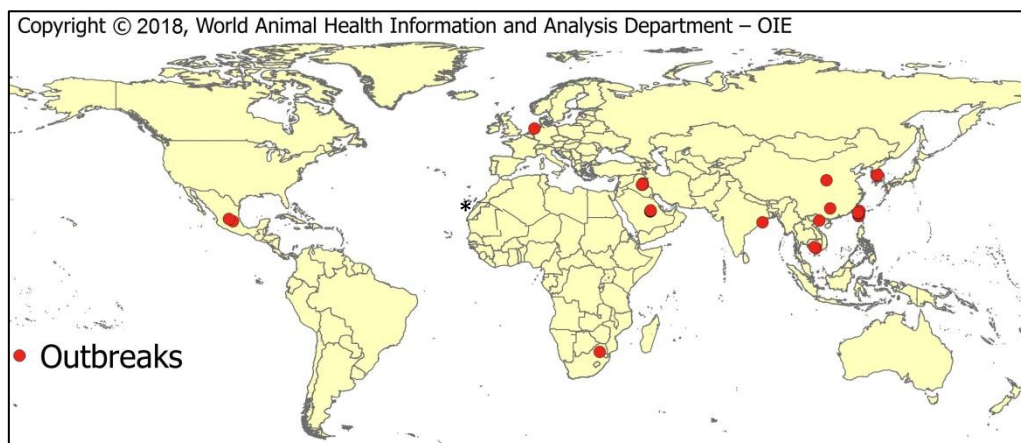 Copyright © 2018, World Animal Health Information and Analysis Department – OIE
*
Outbreaks